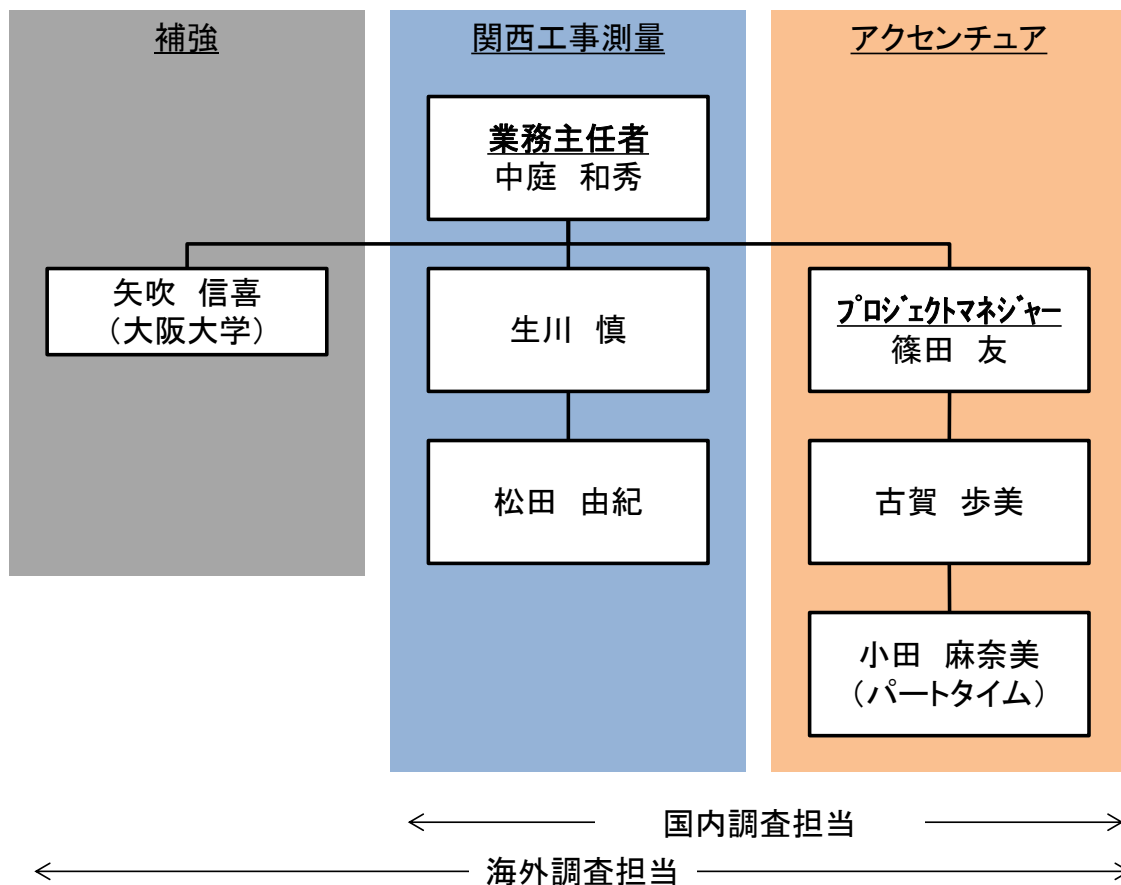 補強
関西工事測量
アクセンチュア
業務主任者
中庭 和秀
矢吹 信喜
(大阪大学)
生川 慎
プロジェクトマネジャー
篠田 友
松田 由紀
古賀 歩美
小田 麻奈美
(パートタイム)
国内調査担当
海外調査担当